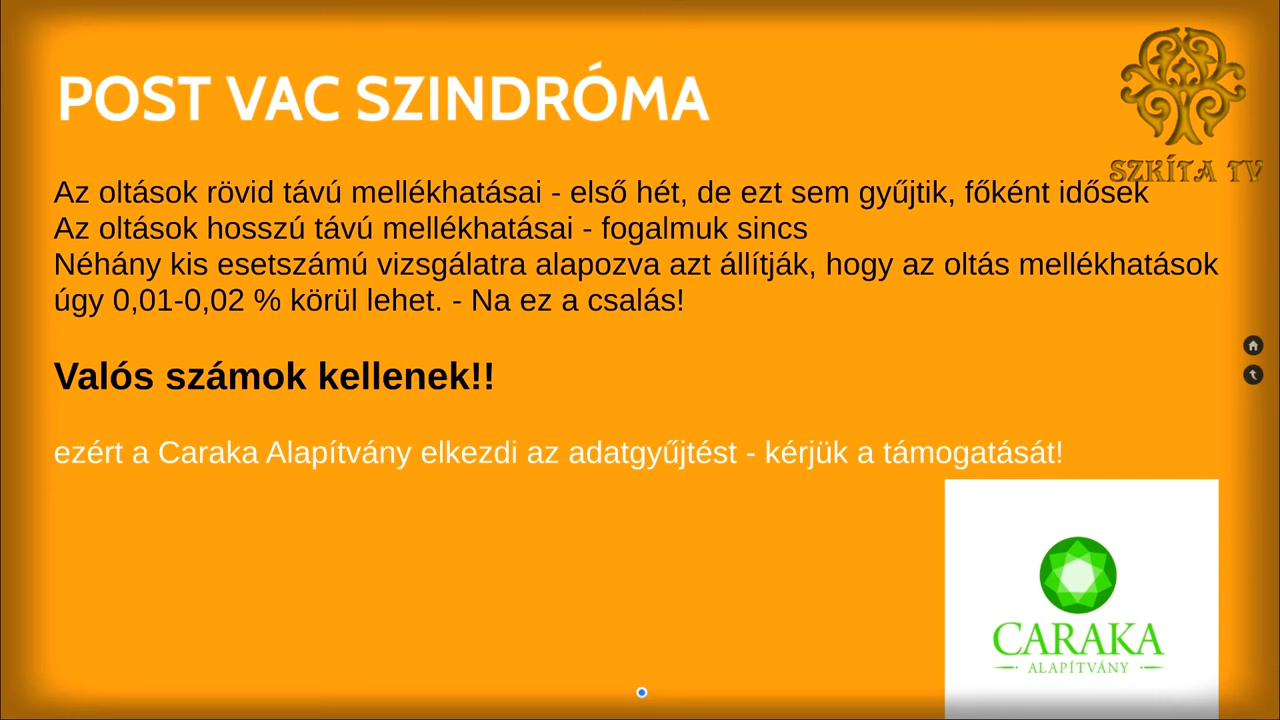 POST VAC SZINDRÓMA
SZKÍTA TV
Az oltások rövid távú mellékhatásai - első hét, de ezt sem gyűjtik, főként idősek
Az oltások hosszú távú mellékhatásai - fogalmuk sincs
Néhány kis esetszámú vizsgálatra alapozva azt állítják, hogy az oltás mellékhatások
úgy 0,01-0,02 % körül lehet. - Na ez a csalás!
Valós számok kellenek!!
ezért a Caraka Alapítvány elkezdi az adatgyűjtést - kérjük a támogatását!
CARAKA
ALAPÍTVÁNY